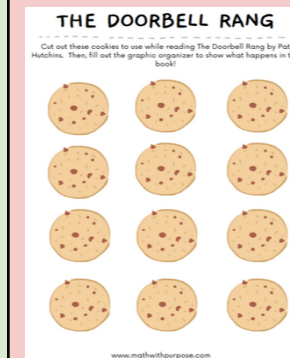 THE DOORBELL RANG
Cut out these cookies to use while reading The Doorbell Rang by Pat
Hutchins. Then, fill out the graphic organizer to show what happens in
book!
www.mathwithpurpose.com